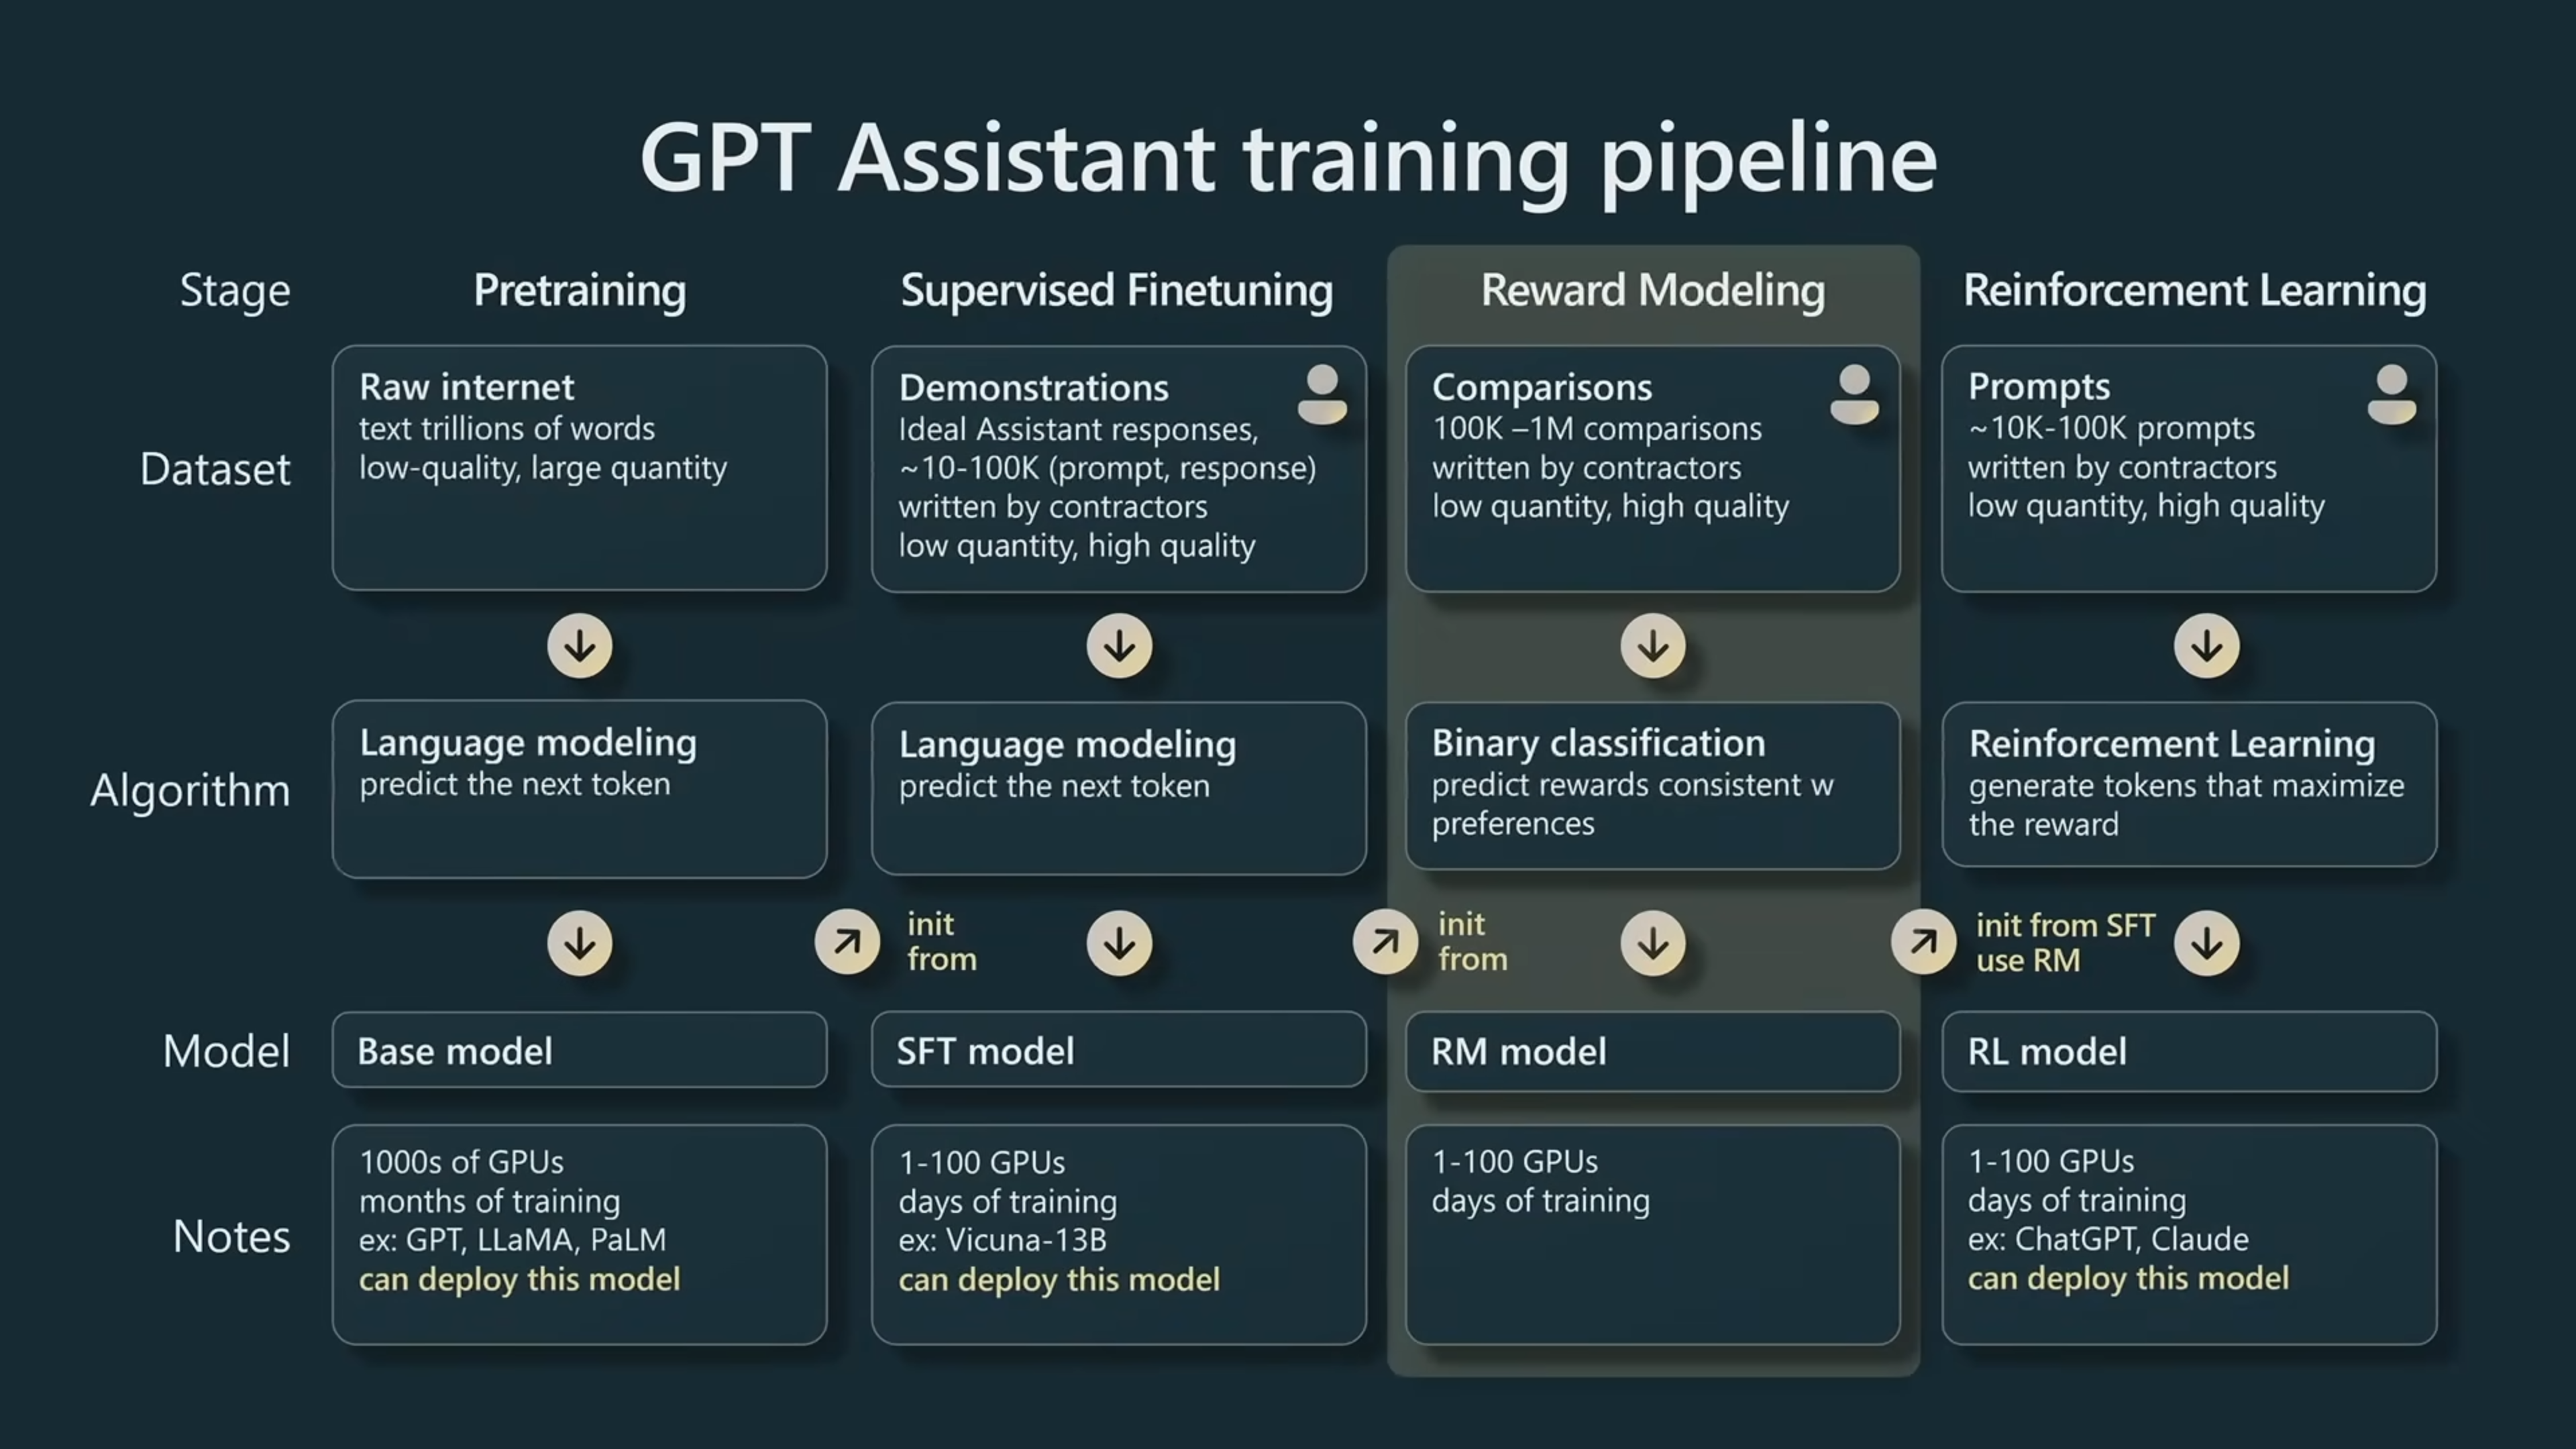 GPT Assistant training pipeline
Stage
Pretraining
Supervised Finetuning
Reward Modeling
Reinforcement Learning
Dataset
Raw internet
text trillions of words
low-quality, large quantity
Demonstrations
Ideal Assistant responses,
~10-100K (prompt, response)
written by contractors
low quantity, high quality
Comparisons
100K –1M comparisons
written by contractors
low quantity, high quality
Prompts
~10K-100K prompts
written by contractors
low quantity, high quality
Algorithm
Language modeling
predict the next token
Language modeling
predict the next token
Binary classification
predict rewards consistent w
preferences
Reinforcement Learning
generate tokens that maximize
the reward
init
from
init
from
init from SFT
use RM
Model
Base model
SFT model
RM model
RL model
Notes
1000s of GPUs
months of training
ex: GPT, LLaMA, PaLM
can deploy this model
1-100 GPUs
days of training
ex: Vicuna-13B
can deploy this model
1-100 GPUs
days of training
1-100 GPUs
days of training
ex: ChatGPT, Claude
can deploy this model